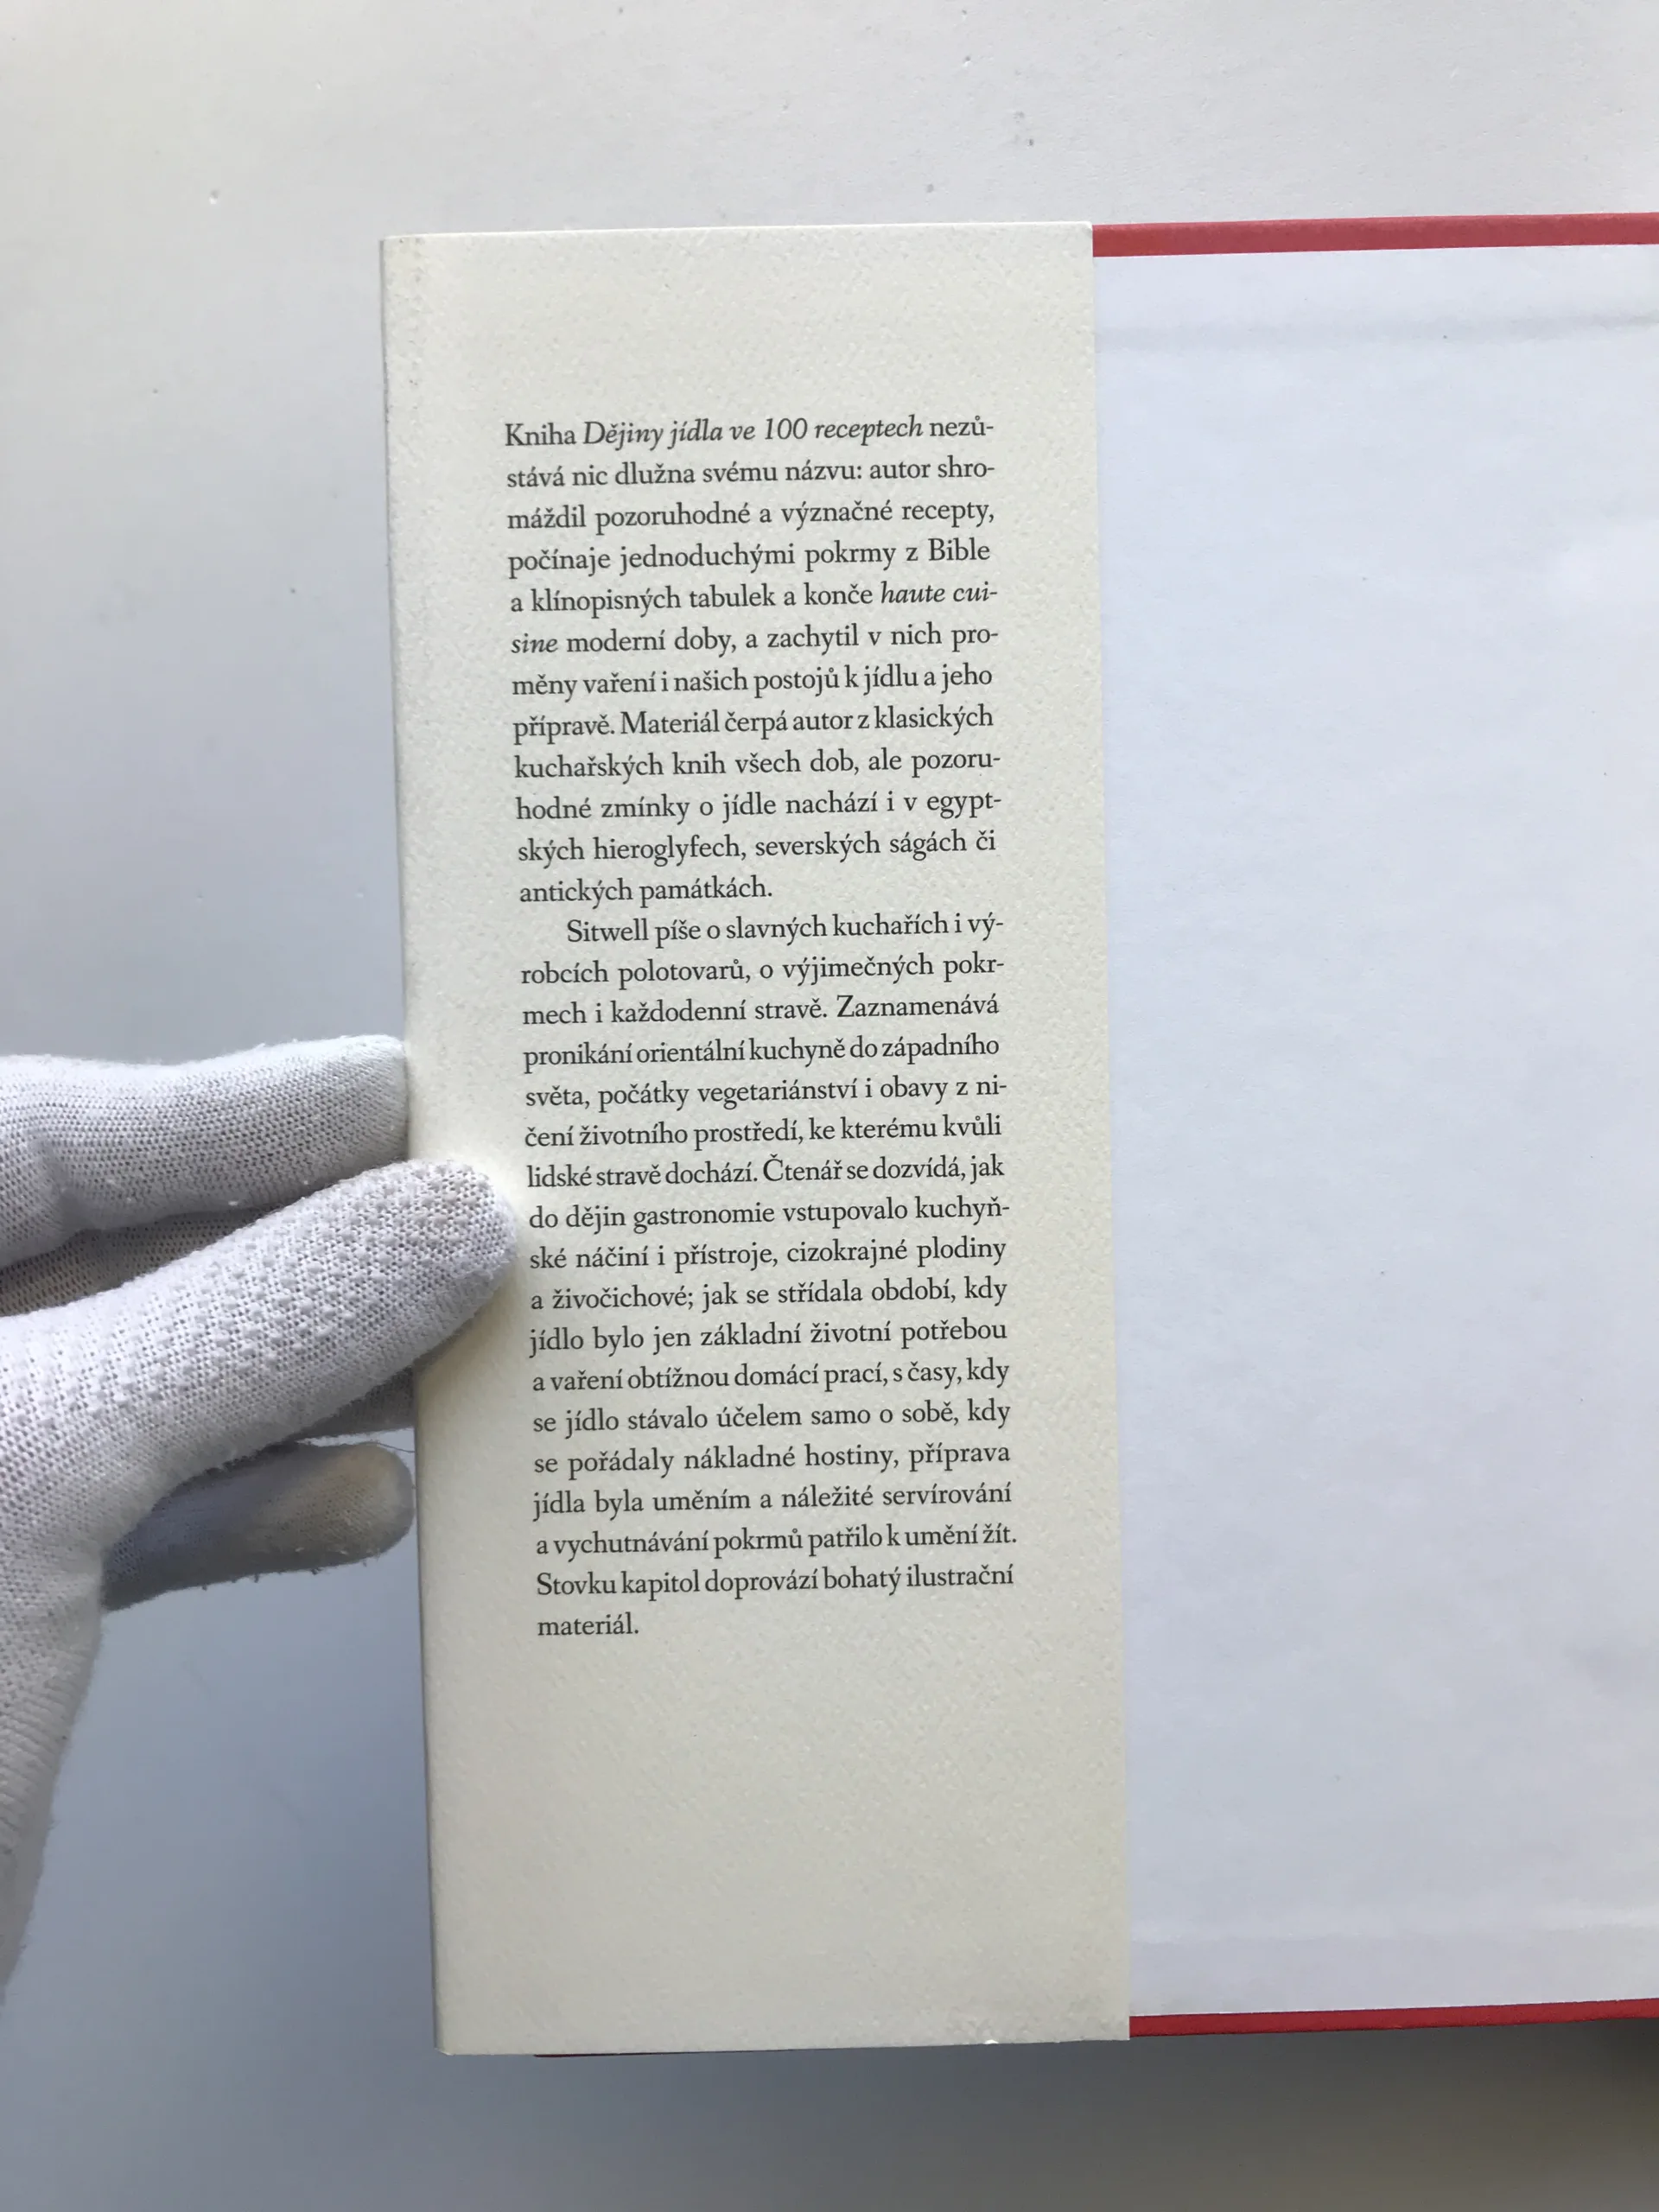 Kniha Dějiny jídla ve 100 receptech nezů-
stává nic dlužna svému názvu: autor shro-
máždil pozoruhodné a význačné recepty,
počínaje jednoduchými pokrmy z Bible
a klínopisných tabulek a konče haute cui-
sine moderní doby, a zachytil v nich pro-
měny vaření i našich postojů k jídlu a jeho
přípravě. Materiál čerpá autor z klasických
kuchařských knih všech dob, ale pozoru-
hodné zmínky o jídle nachází i v egypt-
ských hieroglyfech, severských ságách či
antických památkách.
Sitwell píše o slavných kuchařích i vý-
robcích polotovarů, o výjimečných pokr-
mech i každodenní stravě. Zaznamenává
pronikání orientální kuchyně do západního
světa, počátky vegetariánství i obavy z ni-
čení životního prostředí, ke kterému kvůli
lidské stravě dochází. Čtenář se dozvídá, jak
do dějin gastronomie vstupovalo kuchyň-
ské náčiní i přístroje, cizokrajné plodiny
a živočichové; jak se střídala období, kdy
jídlo bylo jen základní životní potřebou
a vaření obtížnou domácí prací, s časy, kdy
se jídlo stávalo účelem samo o sobě, kdy
se pořádaly nákladné hostiny, příprava
jídla byla uměním a náležité servírování
a vychutnávání pokrmů patřilo k umění žít.
Stovku kapitol doprovází bohatý ilustrační
materiál.